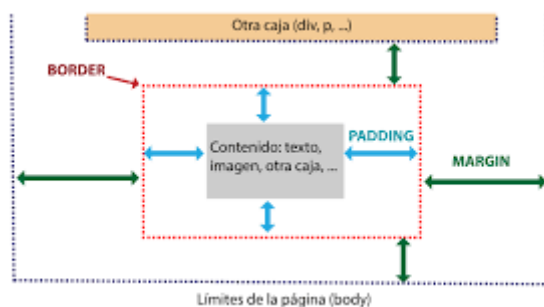 Otra caja (div, p, ...)
BORDER
Contenido: texto,
imagen, otra caja, ...
PADDING
MARGIN
Límites de la página (body)